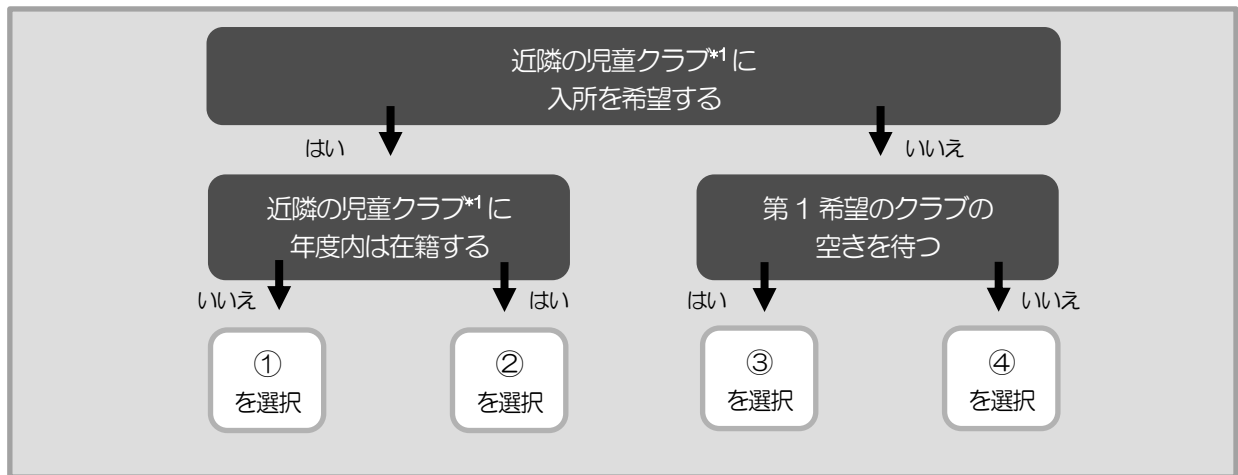 近隣の児童クラブ*1に
入所を希望する
はい
いいえ
近隣の児童クラブ*1に
年度内は在籍する
第1希望のクラブの
空きを待つ
いいえ
はい
はい
いいえ
①
を選択
②
を選択
③
を選択
④
を選択